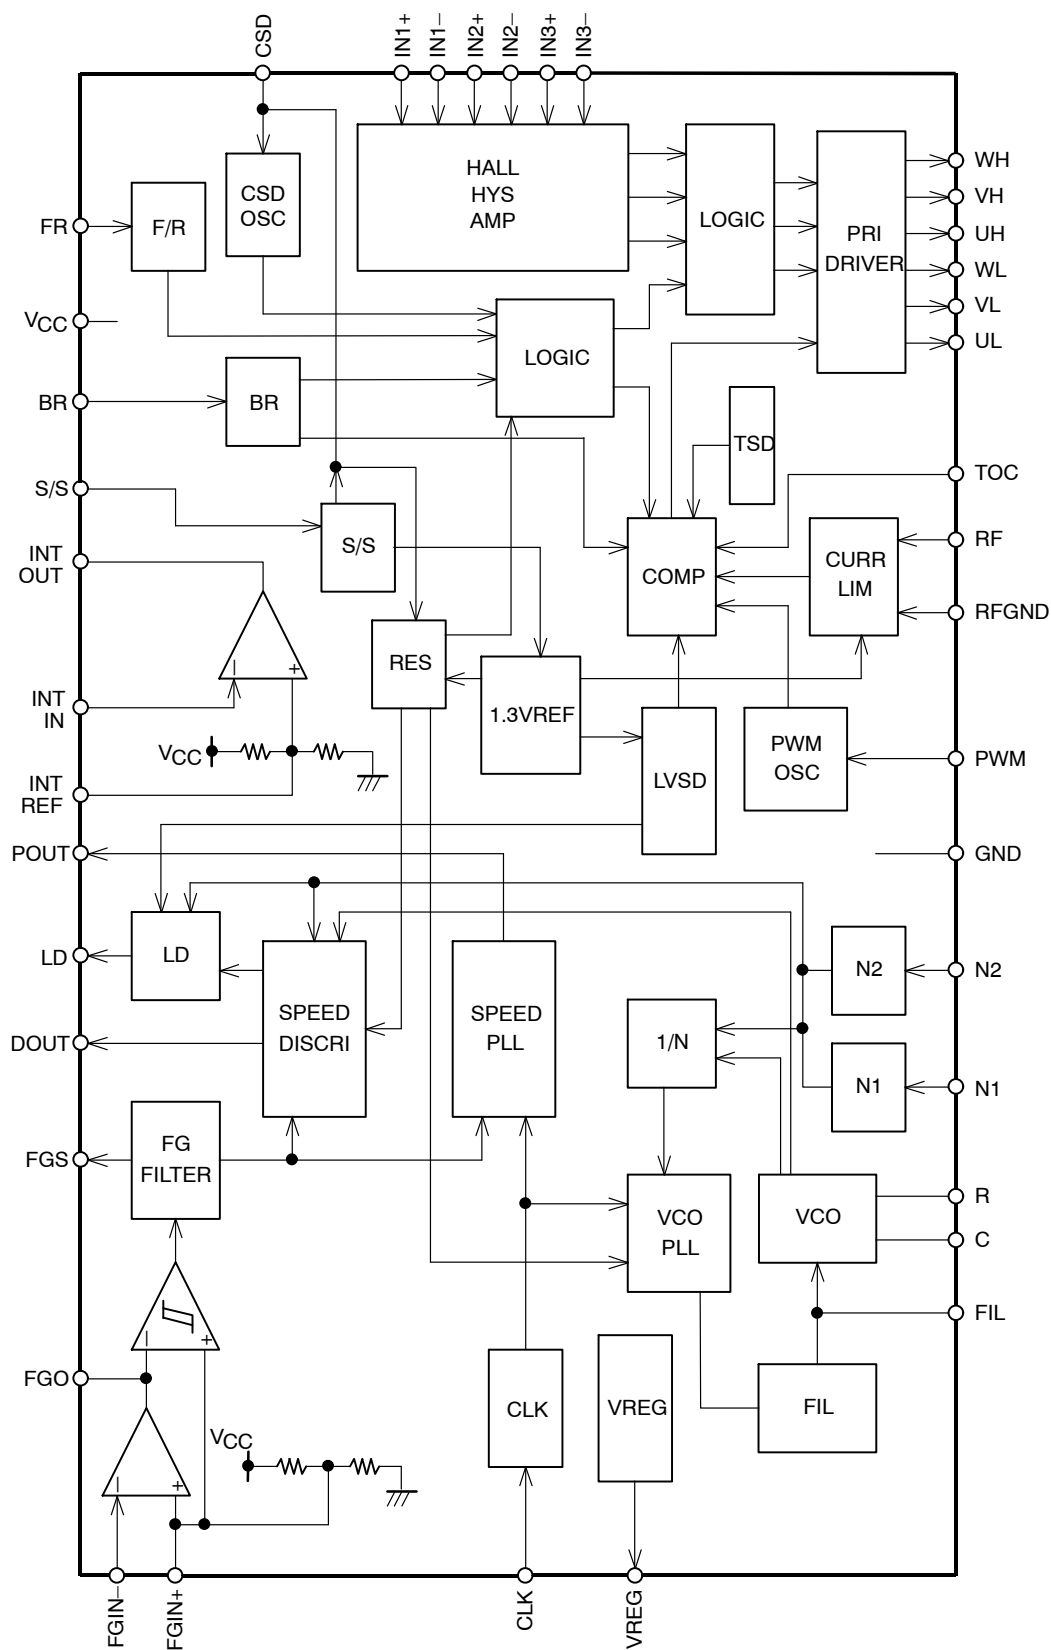 CSD
IN1+
IN1−
IN2+
IN2−
IN3+
IN3−
HALL
HYS
AMP
CSD
OSC
F/R
FR
LOGIC
PRI
DRIVER
WH
VH
UH
WL
VL
UL
VCC
LOGIC
BR
BR
TSD
S/S
S/S
TOC
INT
OUT
COMP
CURR
LIM
RF
RFGND
− +
RES
1.3VREF
INT
IN
VCC
PWM
OSC
PWM
LVSD
INT
REF
POUT
GND
LD
LD
SPEED
DISCRI
SPEED
PLL
N2
N2
DOUT
1/N
N1
N1
FG
FILTER
FGS
VCO
PLL
VCO
R
C
FIL
− +
FGO
CLK
VREG
FIL
VCC
− +
FGIN−
FGIN+
CLK
VREG